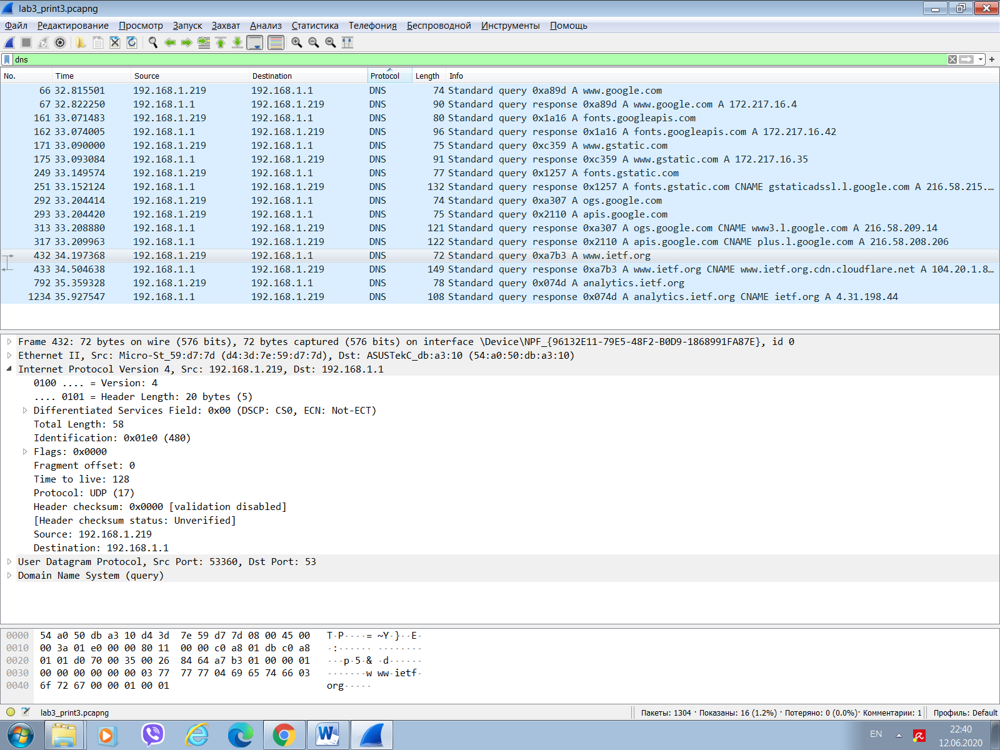 lab3_print3.pcapng
Файл Редактирование Просмотр Запуск Захват Анализ Статистика Телефония Беспроводной Инструменты Помощь
dns
No. Time Source Destination Protocol Length Info
66 32.815501 192.168.1.219 192.168.1.1 DNS 74 Standard query 0xa89d A www.google.com
67 32.822250 192.168.1.1 192.168.1.219 DNS 90 Standard query response 0xa89d A www.google.com A 172.217.16.4
161 33.071483 192.168.1.219 192.168.1.1 DNS 80 Standard query 0x1a16 A fonts.googleapis.com
162 33.074005 192.168.1.1 192.168.1.219 DNS 96 Standard query response 0x1a16 A fonts.googleapis.com A 172.217.16.42
171 33.090000 192.168.1.219 192.168.1.1 DNS 75 Standard query 0xc359 A www.gstatic.com
175 33.093084 192.168.1.1 192.168.1.219 DNS 91 Standard query response 0xc359 A www.gstatic.com A 172.217.16.35
249 33.149574 192.168.1.219 192.168.1.1 DNS 77 Standard query 0x1257 A fonts.gstatic.com
251 33.152124 192.168.1.1 192.168.1.219 DNS 132 Standard query response 0x1257 A fonts.gstatic.com CNAME gstaticadssl.l.google.com A 216.58.215.…
292 33.204414 192.168.1.219 192.168.1.1 DNS 74 Standard query 0xa307 A ogs.google.com
293 33.204420 192.168.1.219 192.168.1.1 DNS 75 Standard query 0x2110 A apis.google.com
313 33.208880 192.168.1.1 192.168.1.219 DNS 121 Standard query response 0xa307 A ogs.google.com CNAME www3.l.google.com A 216.58.209.14
317 33.209963 192.168.1.1 192.168.1.219 DNS 122 Standard query response 0x2110 A apis.google.com CNAME plus.l.google.com A 216.58.208.206
432 34.197368 192.168.1.219 192.168.1.1 DNS 72 Standard query 0xa7b3 A www.ietf.org
433 34.504638 192.168.1.1 192.168.1.219 DNS 149 Standard query response 0xa7b3 A www.ietf.org CNAME www.ietf.org.cdn.cloudflare.net A 104.20.1.8…
792 35.359328 192.168.1.219 192.168.1.1 DNS 78 Standard query 0x074d A analytics.ietf.org
1234 35.927547 192.168.1.1 192.168.1.219 DNS 108 Standard query response 0x074d A analytics.ietf.org CNAME ietf.org A 4.31.198.44
Frame 432: 72 bytes on wire (576 bits), 72 bytes captured (576 bits) on interface \Device\NPF_{96132E11-79E5-48F2-B0D9-1868991FA87E}, id 0
Ethernet II, Src: Micro-St_59:d7:7d (d4:3d:7e:59:d7:7d), Dst: ASUSTekC_db:a3:10 (54:a0:50:db:a3:10)
Internet Protocol Version 4, Src: 192.168.1.219, Dst: 192.168.1.1
0100 .... = Version: 4
.... 0101 = Header Length: 20 bytes (5)
Differentiated Services Field: 0x00 (DSCP: CS0, ECN: Not-ECT)
Total Length: 58
Identification: 0x01e0 (480)
Flags: 0x0000
Fragment offset: 0
Time to live: 128
Protocol: UDP (17)
Header checksum: 0x0000 [validation disabled]
[Header checksum status: Unverified]
Source: 192.168.1.219
Destination: 192.168.1.1
User Datagram Protocol, Src Port: 53360, Dst Port: 53
Domain Name System (query)
0000 54 a0 50 db a3 10 d4 3d 7e 59 d7 7d 08 00 45 00 T·P····= ~Y·}··E·
0010 00 3a 01 e0 00 00 80 11 00 00 c0 a8 01 db c0 a8 ·:······ ········
0020 01 01 d0 70 00 35 00 26 84 64 a7 b3 01 00 00 01 ···p·5·& ·d······
0030 00 00 00 00 00 00 03 77 77 77 04 69 65 74 66 03 ·······w ww·ietf·
0040 6f 72 67 00 00 01 00 01 org·····
lab3_print3.pcapng Пакеты: 1304 · Показаны: 16 (1.2%) · Потеряно: 0 (0.0%) · Комментарии: 1 Профиль: Default
EN 22:40
12.06.2020